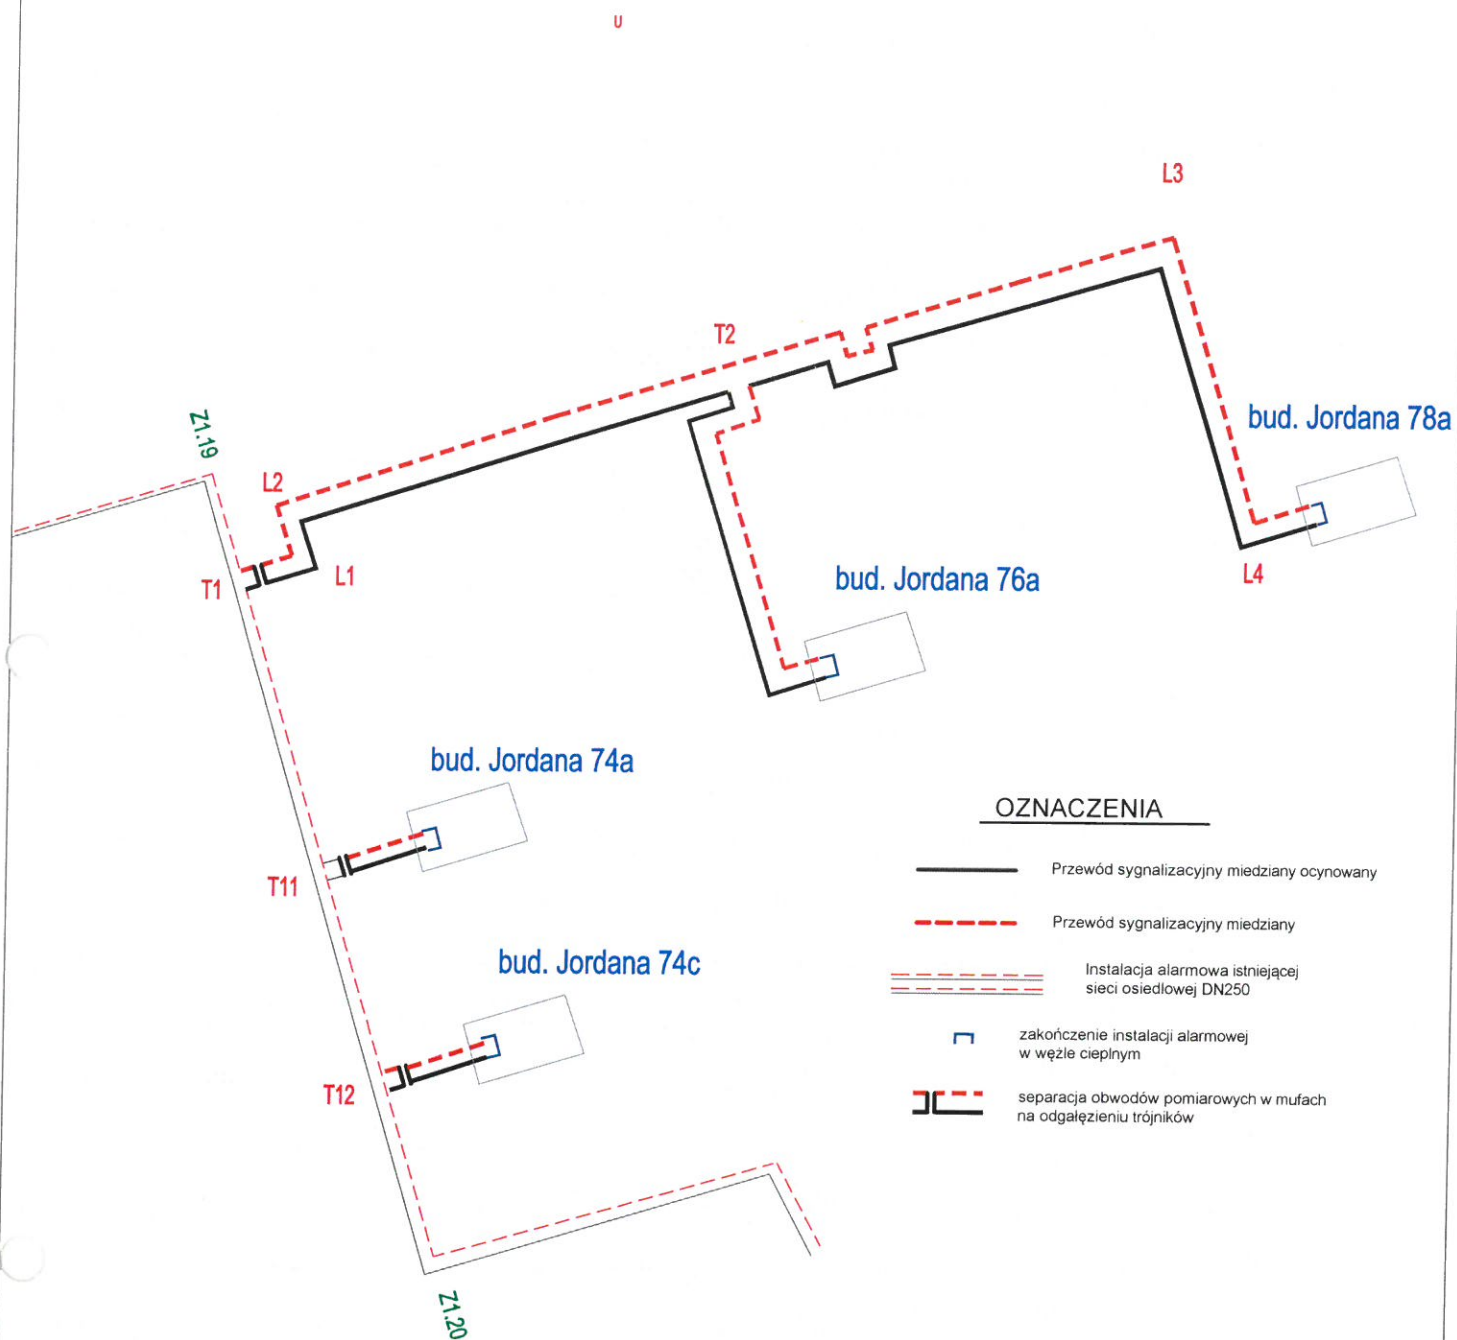 U
L3
T2
bud. Jordana 78a
Z1.19
L2
T1
L1
bud. Jordana 76a
L4
bud. Jordana 74a
OZNACZENIA
Przewód sygnalizacyjny miedziany ocynowany
T11
Przewód sygnalizacyjny miedziany
bud. Jordana 74c
Instalacja alarmowa istniejącej
sieci osiedlowej DN250
zakończenie instalacji alarmowej
w węźle cieplnym
T12
separacja obwodów pomiarowych w mufach
na odgałęzieniu trójników
Z1.20